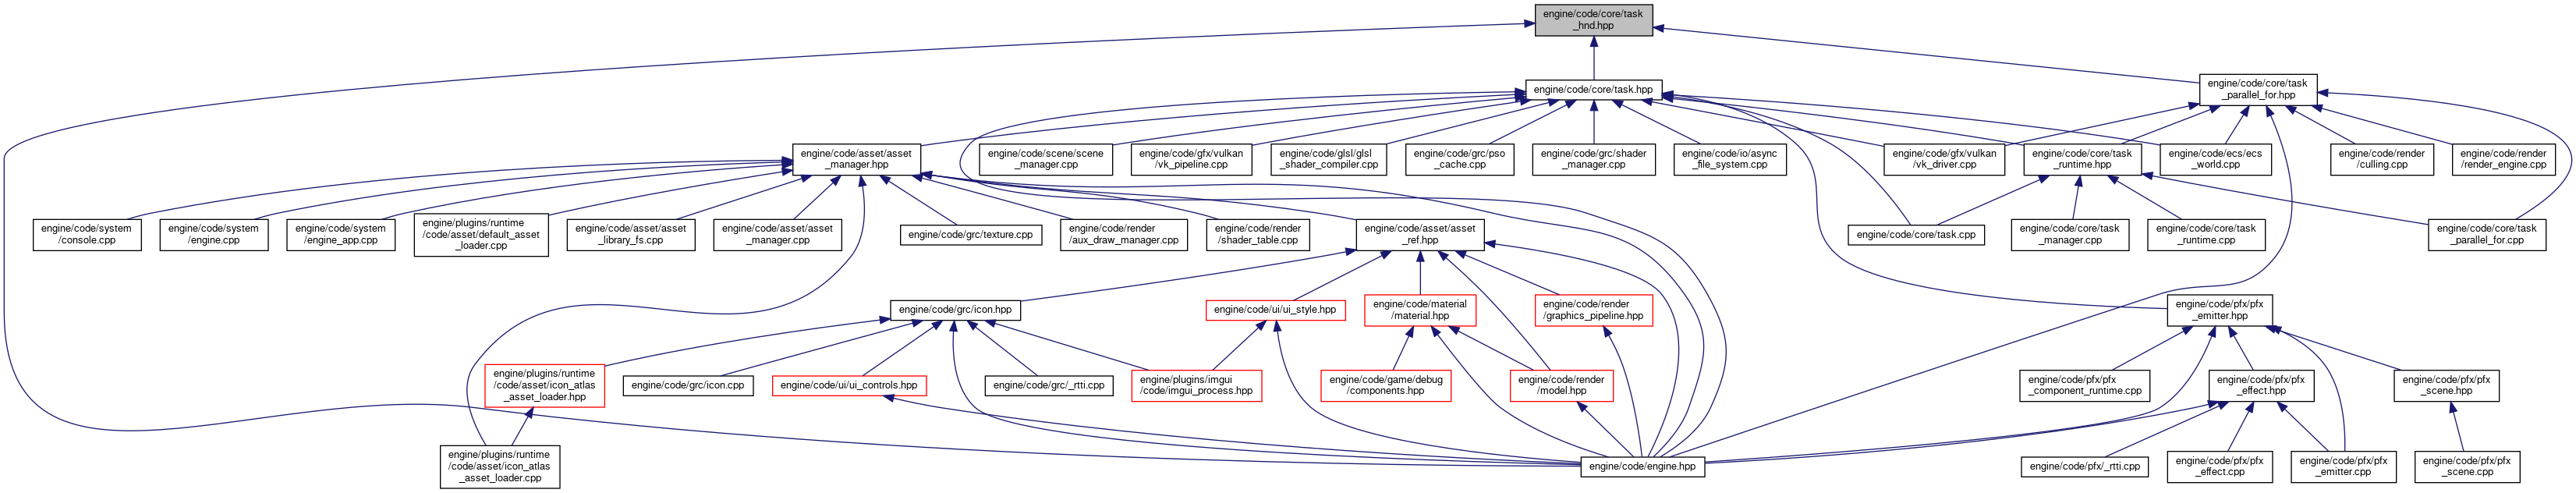 engine/code/core/task
_hnd.hpp
engine/code/core/task.hpp
engine/code/core/task
_parallel_for.hpp
engine/code/asset/asset
_manager.hpp
engine/code/scene/scene
_manager.cpp
engine/code/gfx/vulkan
/vk_pipeline.cpp
engine/code/glsl/glsl
_shader_compiler.cpp
engine/code/grc/pso
_cache.cpp
engine/code/grc/shader
_manager.cpp
engine/code/io/async
_file_system.cpp
engine/code/gfx/vulkan
/vk_driver.cpp
engine/code/core/task
_runtime.hpp
engine/code/ecs/ecs
_world.cpp
engine/code/render
/culling.cpp
engine/code/render
/render_engine.cpp
engine/code/system
/console.cpp
engine/code/system
/engine.cpp
engine/code/system
/engine_app.cpp
engine/plugins/runtime
/code/asset/default_asset
_loader.cpp
engine/code/asset/asset
_library_fs.cpp
engine/code/asset/asset
_manager.cpp
engine/code/grc/texture.cpp
engine/code/render
/aux_draw_manager.cpp
engine/code/render
/shader_table.cpp
engine/code/asset/asset
_ref.hpp
engine/code/core/task.cpp
engine/code/core/task
_manager.cpp
engine/code/core/task
_runtime.cpp
engine/code/core/task
_parallel_for.cpp
engine/code/grc/icon.hpp
engine/code/ui/ui_style.hpp
engine/code/material
/material.hpp
engine/code/render
/graphics_pipeline.hpp
engine/code/pfx/pfx
_emitter.hpp
engine/plugins/runtime
/code/asset/icon_atlas
_asset_loader.hpp
engine/code/grc/icon.cpp
engine/code/ui/ui_controls.hpp
engine/code/grc/_rtti.cpp
engine/plugins/imgui
/code/imgui_process.hpp
engine/code/game/debug
/components.hpp
engine/code/render
/model.hpp
engine/code/pfx/pfx
_component_runtime.cpp
engine/code/pfx/pfx
_effect.hpp
engine/code/pfx/pfx
_scene.hpp
engine/plugins/runtime
/code/asset/icon_atlas
_asset_loader.cpp
engine/code/engine.hpp
engine/code/pfx/_rtti.cpp
engine/code/pfx/pfx
_effect.cpp
engine/code/pfx/pfx
_emitter.cpp
engine/code/pfx/pfx
_scene.cpp